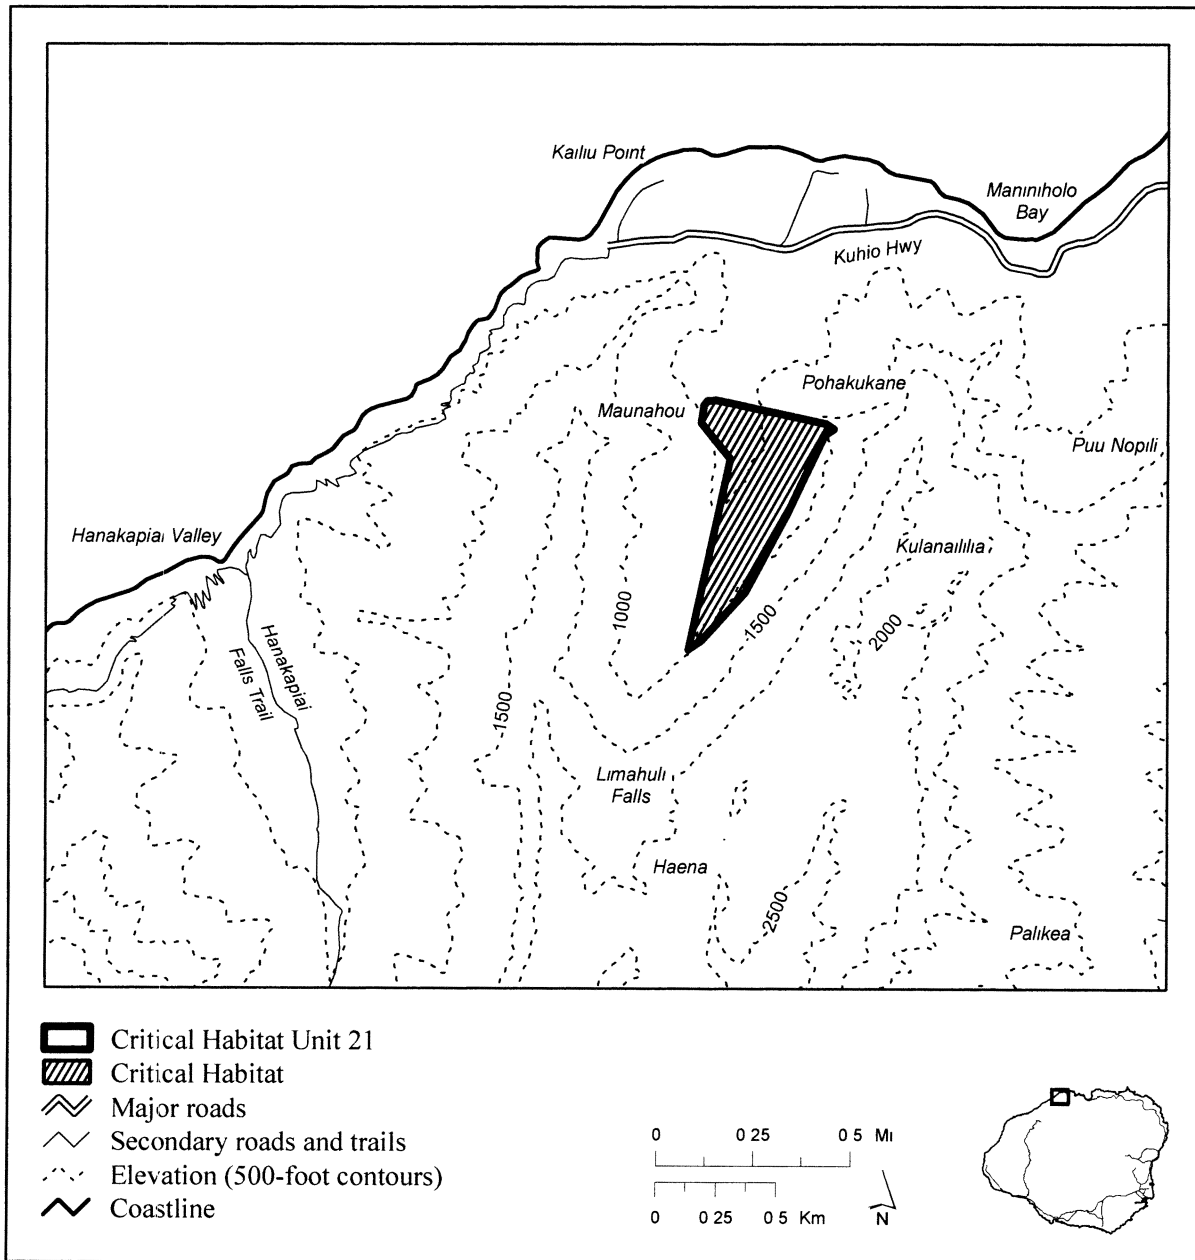 Kailiu Point
Maniniholo
Bay
Kuhio Hwy
Pohakukane
Maunahou
Puu Nopili
Hanakapiai Valley
Kulanaililia
1000
1500
2000
Hanakapiai
Falls Trail
1500
Limahuli
Falls
Haena
2500
Palikea
Critical Habitat Unit 21
Critical Habitat
Major roads
Secondary roads and trails
Elevation (500-foot contours)
Coastline
0 0 25 0 5 Mi
0 0 25 0 5 Km
N